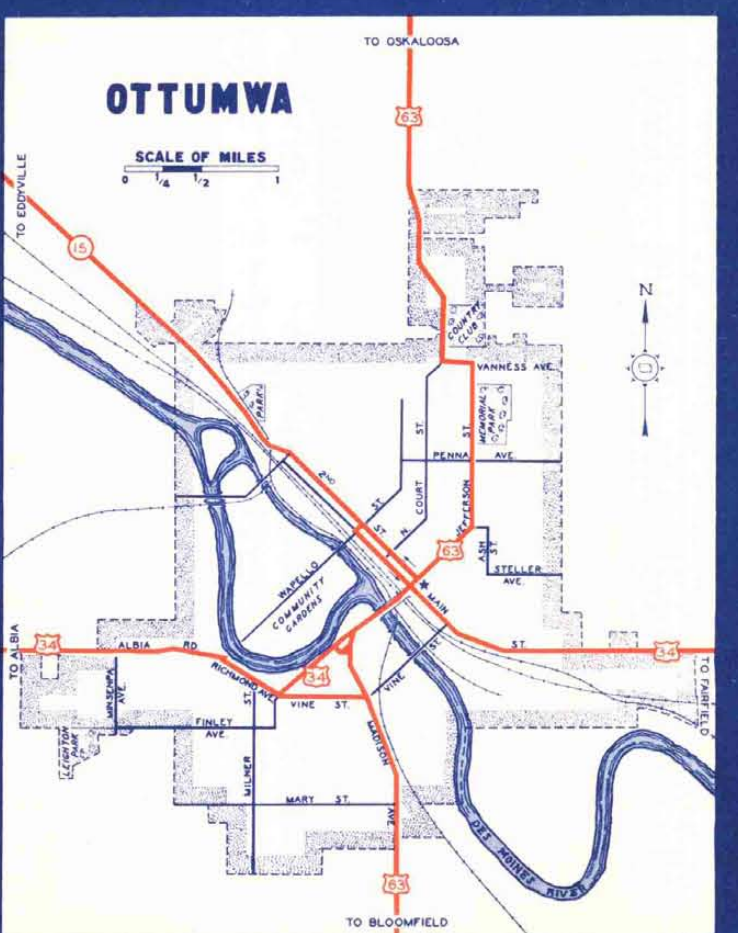 TO OSKALOOSA
OTTUMWA
63
SCALE OF MILES
0 1/4 1/2 1
TO EDDYVILLE
15
N
COUNTRY
CLUB
VANNESS AVE.
PARK
MEMORIAL
PARK
ST.
ST.
PENNA AVE.
2ND
ST.
ST.
N. COURT
JEFFERSON
63
ASH
ST.
STELLER
AVE.
WAPELLO
COMMUNITY
GARDENS
MAIN
ST.
34
TO ALBIA
34
ALBIA RD
RICHMOND AVE.
34
VINE ST.
VINE ST.
TO FAIRFIELD
AVE.
FINLEY
AVE.
ST.
LEIGHTON
PARK
MILNER
MADISON
AVE
MARY ST.
DES MOINES RIVER
63
TO BLOOMFIELD